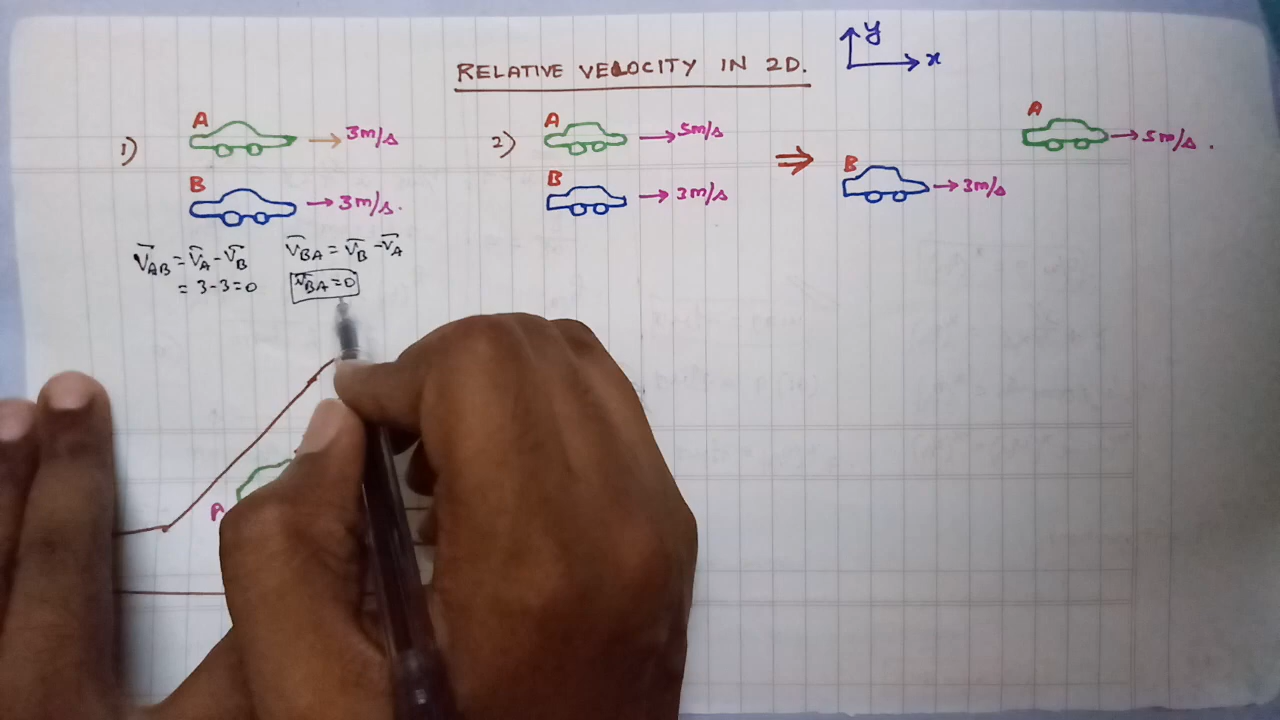 RELATIVE VELOCITY IN 2D.
y
x
1)
A
3m/s
B
3m/s.
V̅AB = V̅A - V̅B
= 3-3=0
V̅BA = V̅B - V̅A
V̅BA = 0
2)
A
5m/s
B
3m/s
⇒
A
5m/s.
B
3m/s
A